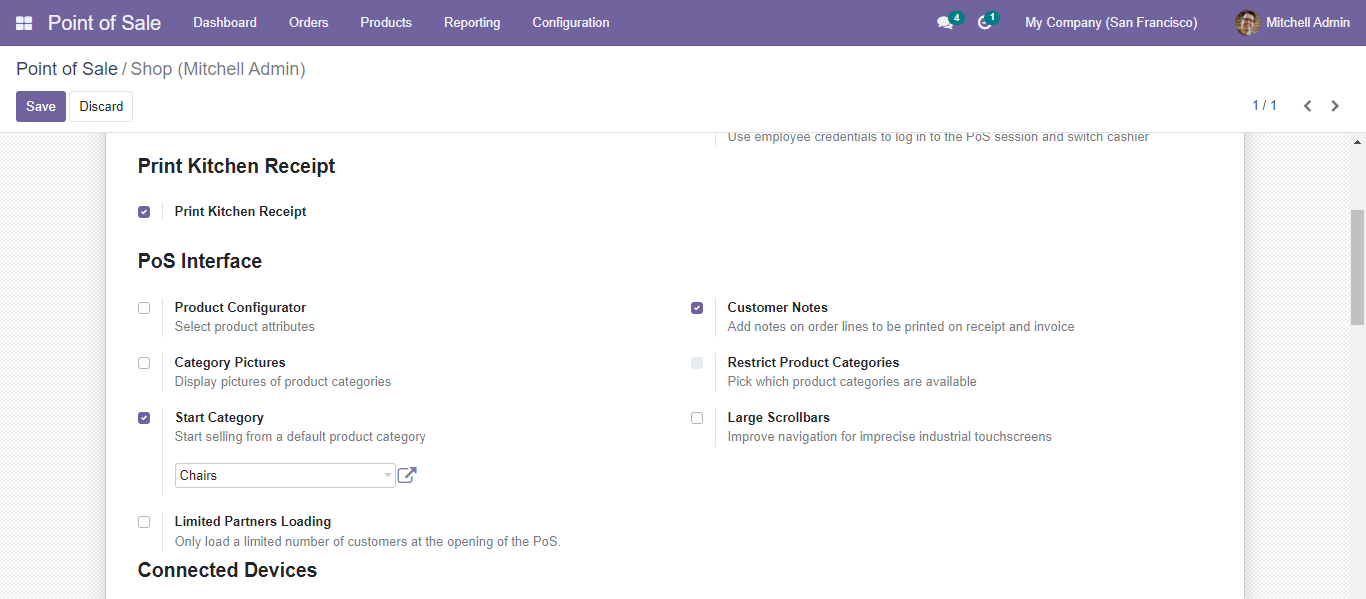 Point of Sale Dashboard Orders Products Reporting Configuration 4 1 My Company (San Francisco) Mitchell Admin
Point of Sale / Shop (Mitchell Admin)
Save Discard 1 / 1
Use employee credentials to log in to the PoS session and switch cashier
Print Kitchen Receipt
Print Kitchen Receipt
PoS Interface
Product Configurator
Select product attributes
Customer Notes
Add notes on order lines to be printed on receipt and invoice
Category Pictures
Display pictures of product categories
Restrict Product Categories
Pick which product categories are available
Start Category
Start selling from a default product category
Chairs
Large Scrollbars
Improve navigation for imprecise industrial touchscreens
Limited Partners Loading
Only load a limited number of customers at the opening of the PoS.
Connected Devices